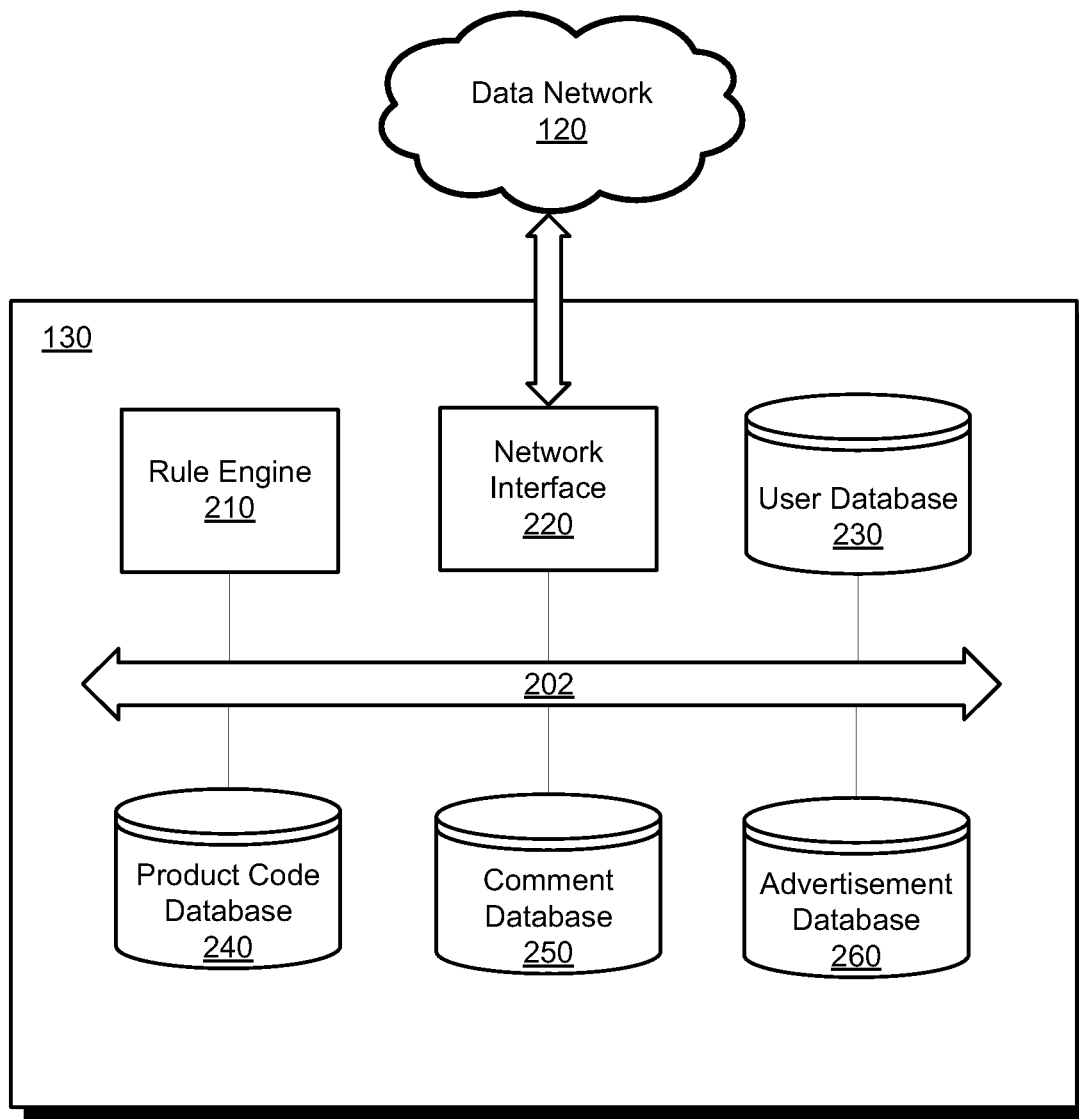 Data Network
120
130
Rule Engine
210
Network
Interface
220
User Database
230
202
Product Code
Database
240
Comment
Database
250
Advertisement
Database
260